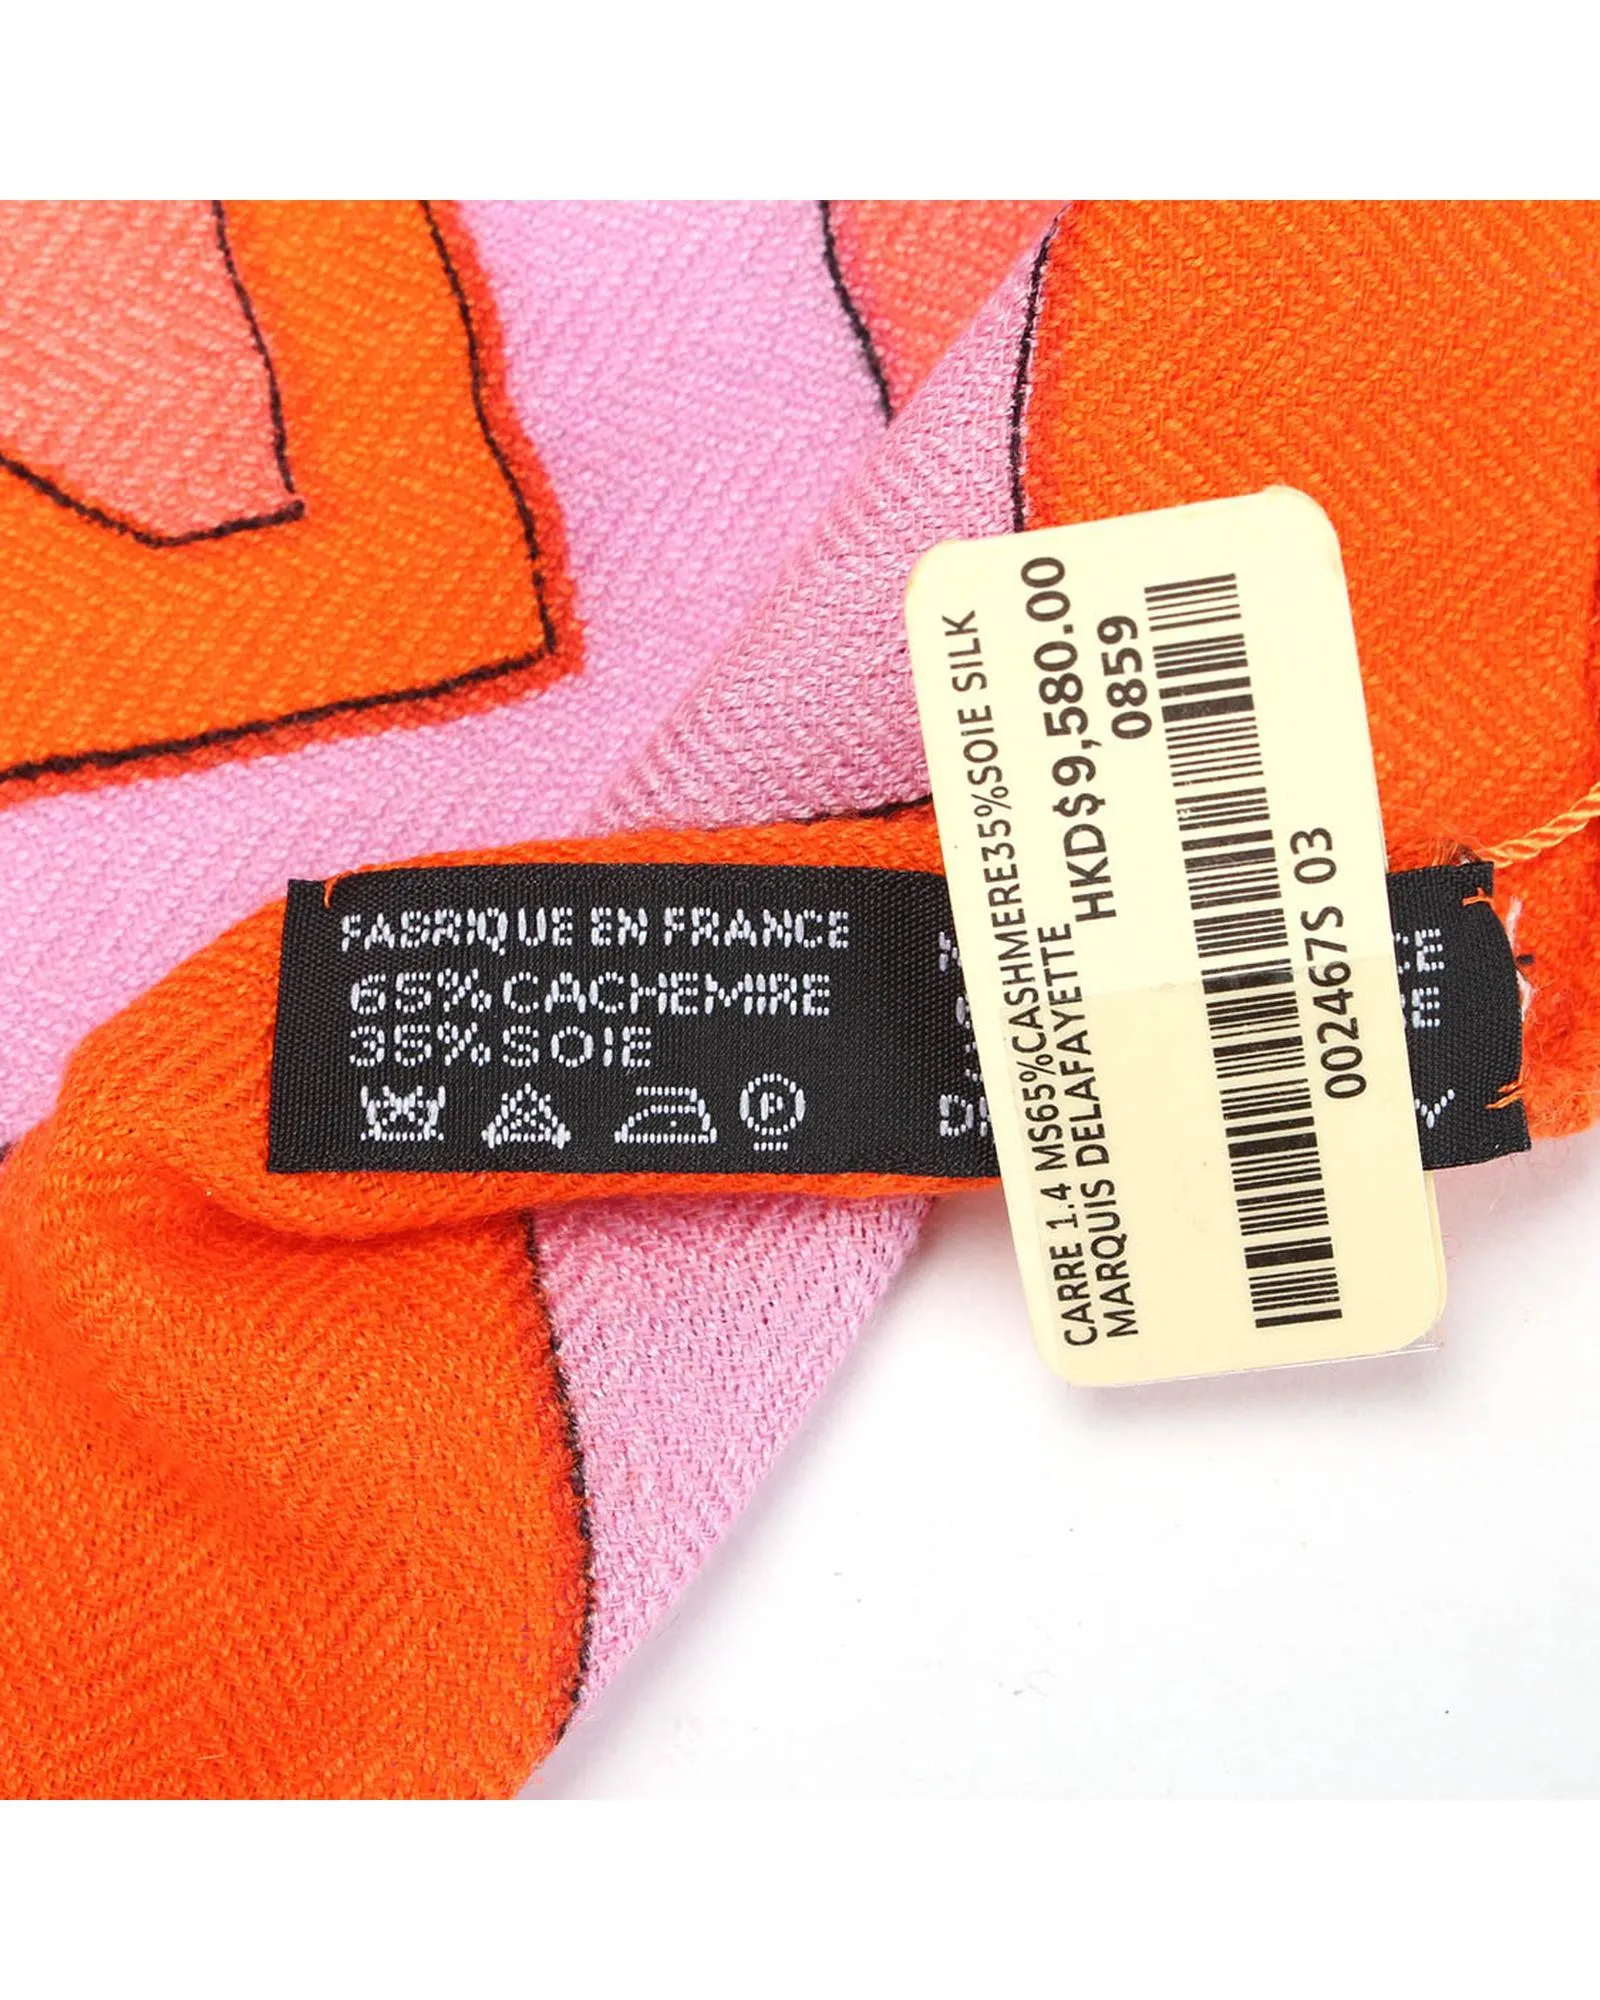 FABRIQUE EN FRANCE
65% CACHEMIRE
35% SOIE
P
CARRE 1.4 MS65%CASHMERE35%SOIE SILK
MARQUIS DELAFAYETTE
HKD$9,580.00
0859
002467S 03